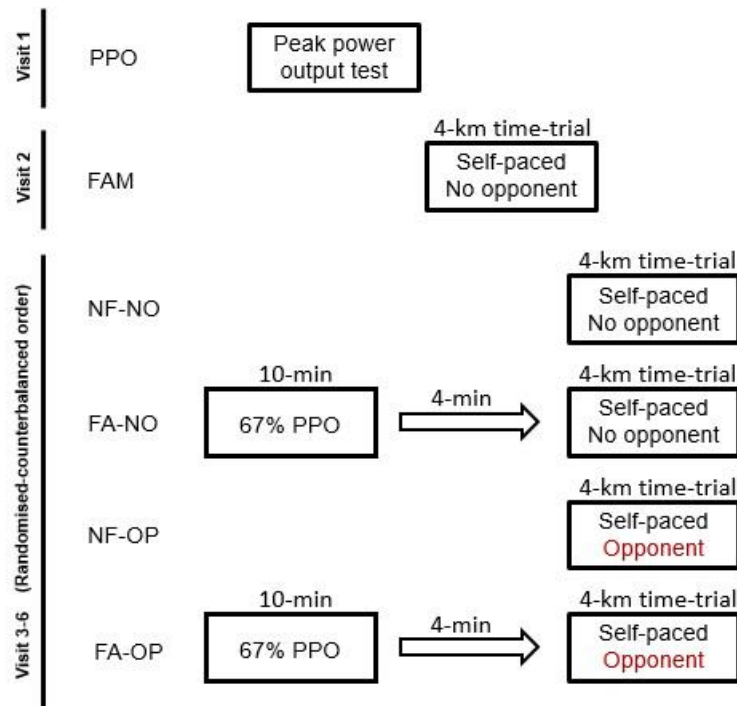 Visit 1
PPO
Peak power
output test
Visit 2
FAM
4-km time-trial
Self-paced
No opponent
Visit 3-6 (Randomised-counterbalanced order)
NF-NO
4-km time-trial
Self-paced
No opponent
FA-NO
10-min
67% PPO
4-min
4-km time-trial
Self-paced
No opponent
NF-OP
4-km time-trial
Self-paced
Opponent
FA-OP
10-min
67% PPO
4-min
4-km time-trial
Self-paced
Opponent